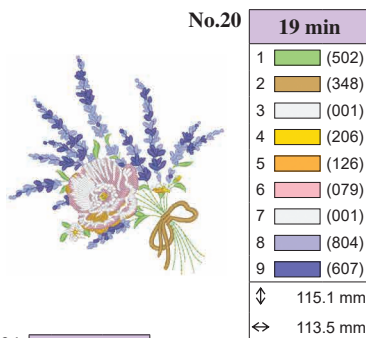 No.20
19 min
1 (502)
2 (348)
3 (001)
4 (206)
5 (126)
6 (079)
7 (001)
8 (804)
9 (607)
↕ 115.1 mm
↔ 113.5 mm